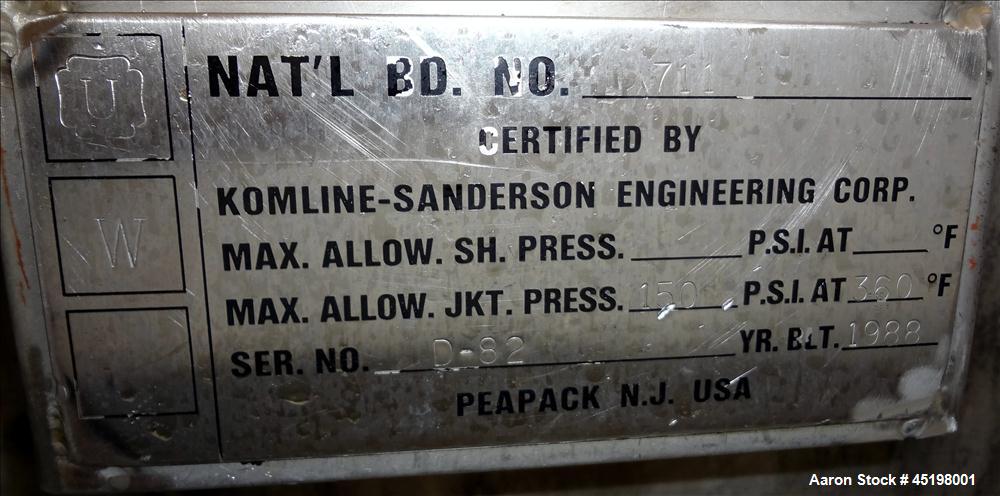 U
NAT'L BD. NO. 711
CERTIFIED BY
KOMLINE-SANDERSON ENGINEERING CORP.
W
MAX. ALLOW. SH. PRESS. P.S.I. AT °F
MAX. ALLOW. JKT. PRESS. 150 P.S.I. AT 360 °F
SER. NO. D-82 YR. BLT. 1988
PEAPACK N.J. USA
Aaron Stock # 45198001